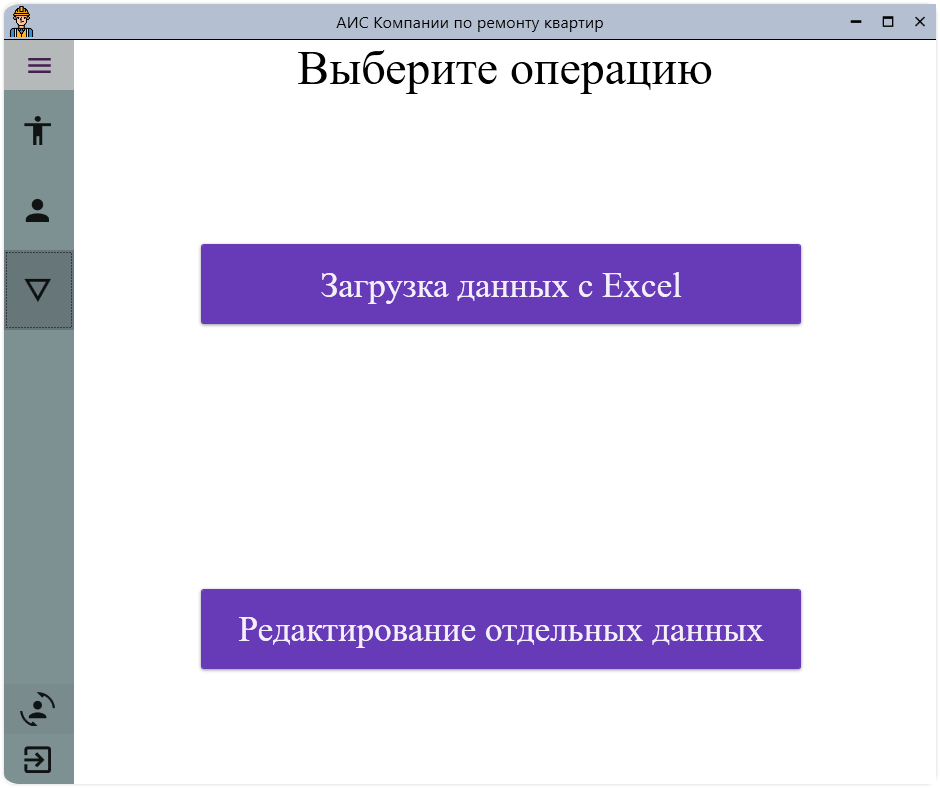 АИС Компании по ремонту квартир
Выберите операцию
Загрузка данных с Excel
Редактирование отдельных данных